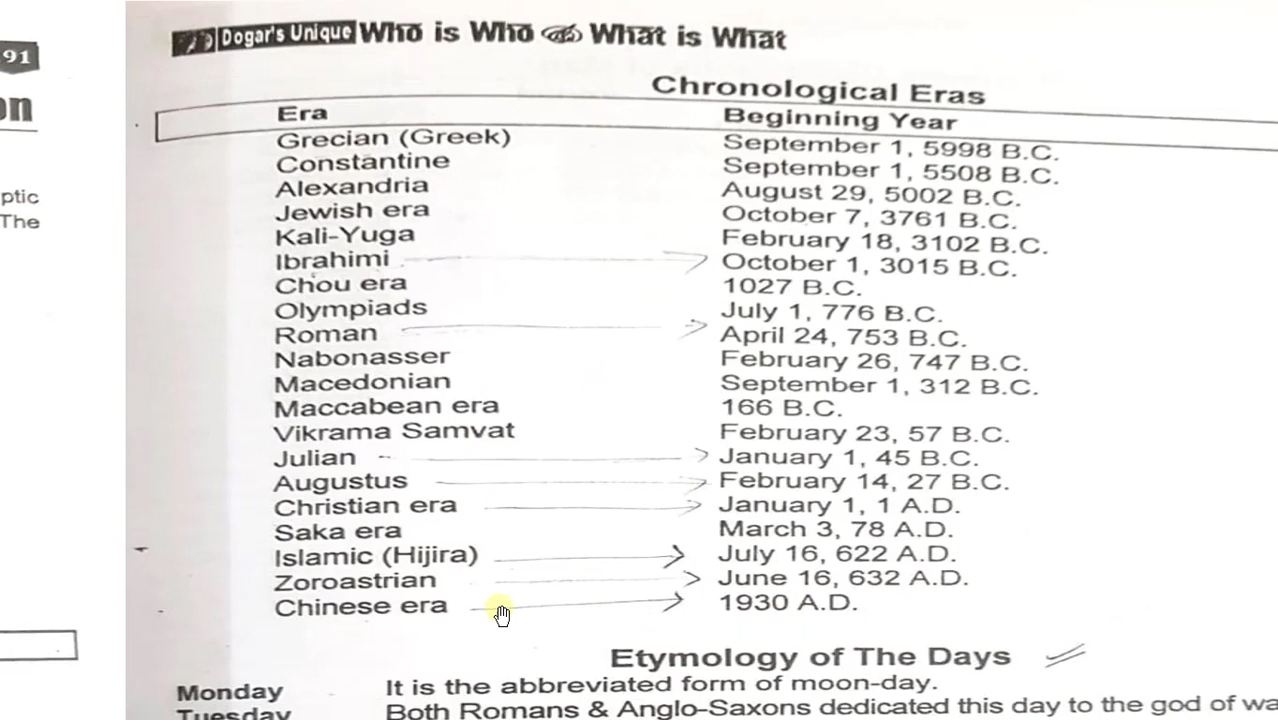 91
on
ptic
The
Dogar's Unique Who is Who What is What
Chronological Eras
Era Beginning Year
Grecian (Greek) September 1, 5998 B.C.
Constantine September 1, 5508 B.C.
Alexandria August 29, 5002 B.C.
Jewish era October 7, 3761 B.C.
Kali-Yuga February 18, 3102 B.C.
Ibrahimi October 1, 3015 B.C.
Chou era 1027 B.C.
Olympiads July 1, 776 B.C.
Roman April 24, 753 B.C.
Nabonasser February 26, 747 B.C.
Macedonian September 1, 312 B.C.
Maccabean era 166 B.C.
Vikrama Samvat February 23, 57 B.C.
Julian January 1, 45 B.C.
Augustus February 14, 27 B.C.
Christian era January 1, 1 A.D.
Saka era March 3, 78 A.D.
Islamic (Hijira) July 16, 622 A.D.
Zoroastrian June 16, 632 A.D.
Chinese era 1930 A.D.
Etymology of The Days
Monday It is the abbreviated form of moon-day.
Tuesday Both Romans & Anglo-Saxons dedicated this day to the god of wa